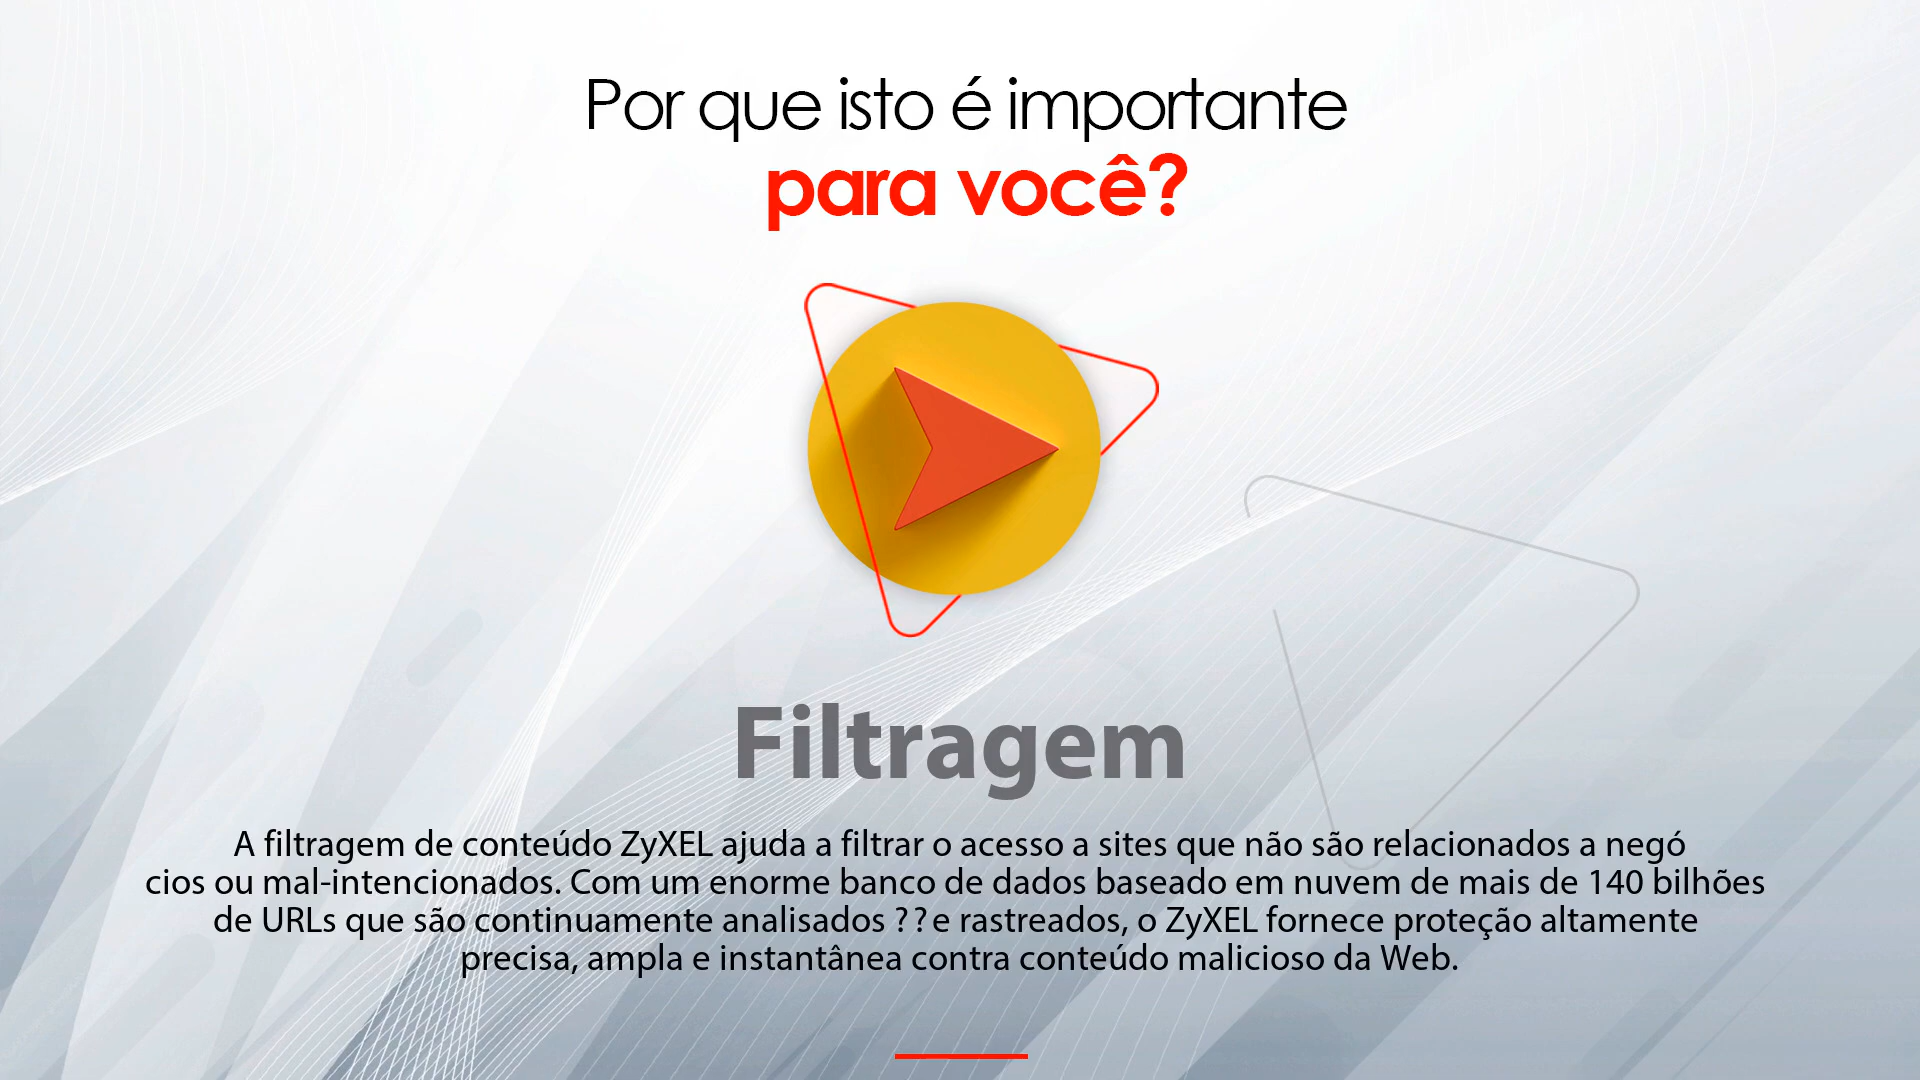 Por que isto é importante
para você?
Filtragem
A filtragem de conteúdo ZyXEL ajuda a filtrar o acesso a sites que não são relacionados a negó
cios ou mal-intencionados. Com um enorme banco de dados baseado em nuvem de mais de 140 bilhões
de URLs que são continuamente analisados ??e rastreados, o ZyXEL fornece proteção altamente
precisa, ampla e instantânea contra conteúdo malicioso da Web.